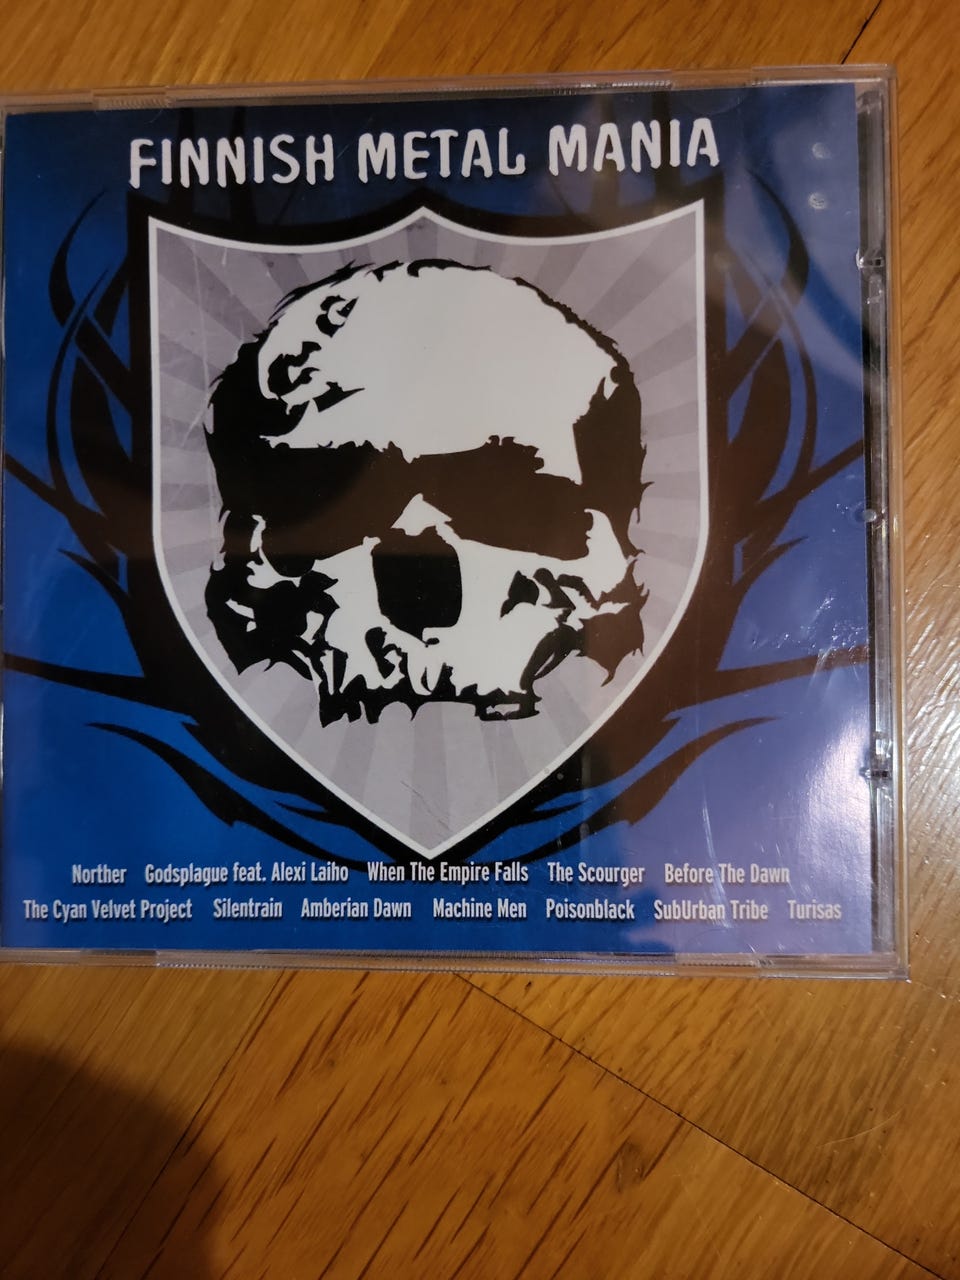 FINNISH METAL MANIA
Norther Godsplague feat. Alexi Laiho When The Empire Falls The Scourger Before The Dawn
The Cyan Velvet Project Silentrain Amberian Dawn Machine Men Poisonblack SubUrban Tribe Turisas